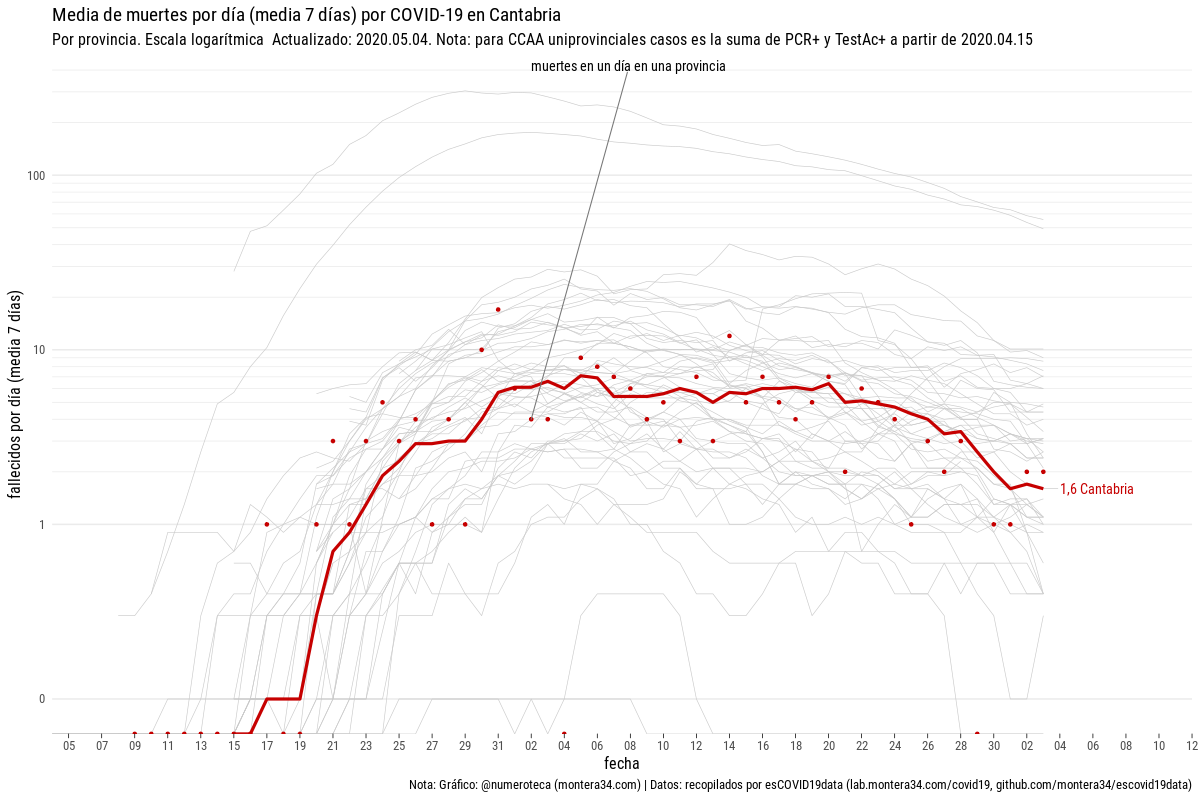 Media de muertes por día (media 7 días) por COVID-19 en Cantabria
Por provincia. Escala logarítmica  Actualizado: 2020.05.04. Nota: para CCAA uniprovinciales casos es la suma de PCR+ y TestAc+ a partir de 2020.04.15
muertes en un día en una provincia
fallecidos por día (media 7 días)
100
10
1
0
1,6 Cantabria
05 07 09 11 13 15 17 19 21 23 25 27 29 31 02 04 06 08 10 12 14 16 18 20 22 24 26 28 30 02 04 06 08 10 12
fecha
Nota: Gráfico: @numeroteca (montera34.com) | Datos: recopilados por esCOVID19data (lab.montera34.com/covid19, github.com/montera34/escovid19data)